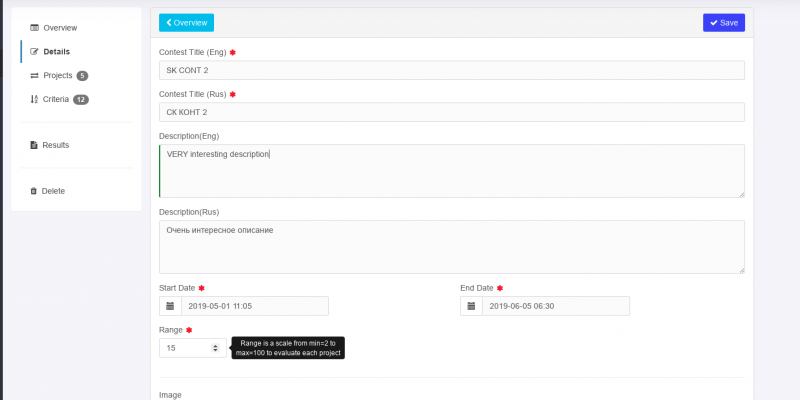 Overview
Details
Projects 5
Criteria 12
Results
Delete
Overview
Save
Contest Title (Eng) *
SK CONT 2
Contest Title (Rus) *
СК КОНТ 2
Description(Eng)
VERY interesting description
Description(Rus)
Очень интересное описание
Start Date * End Date *
2019-05-01 11:05 2019-06-05 06:30
Range *
15
Range is a scale from min=2 to
max=100 to evaluate each project
Image